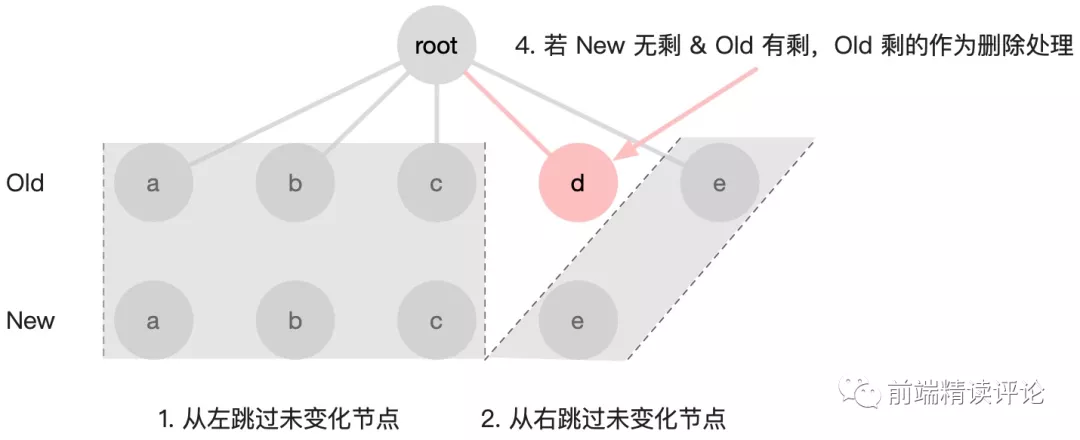 root
4. 若 New 无剩 & Old 有剩，Old 剩的作为删除处理
Old
a
b
c
d
e
New
a
b
c
e
1. 从左跳过未变化节点
2. 从右跳过未变化节点
前端精读评论